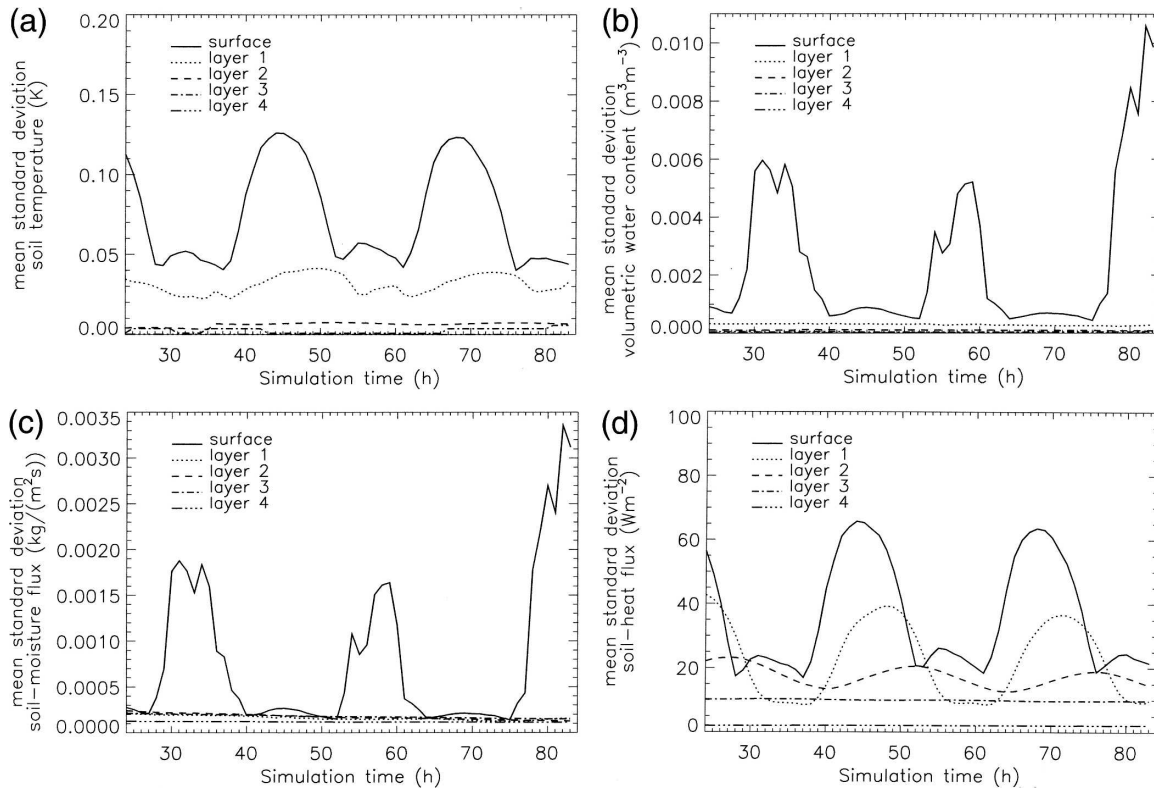 (a)
mean standard deviation
soil temperature (K)
0.20
0.15
0.10
0.05
0.00
surface
layer 1
layer 2
layer 3
layer 4
30 40 50 60 70 80
Simulation time (h)
(b)
mean standard deviation
volumetric water content (m³m⁻³)
0.010
0.008
0.006
0.004
0.002
0.000
surface
layer 1
layer 2
layer 3
layer 4
30 40 50 60 70 80
Simulation time (h)
(c)
mean standard deviation
soil-moisture flux (kg/(m²s))
0.0035
0.0030
0.0025
0.0020
0.0015
0.0010
0.0005
0.0000
surface
layer 1
layer 2
layer 3
layer 4
30 40 50 60 70 80
Simulation time (h)
(d)
mean standard deviation
soil-heat flux (Wm⁻²)
100
80
60
40
20
0
surface
layer 1
layer 2
layer 3
layer 4
30 40 50 60 70 80
Simulation time (h)